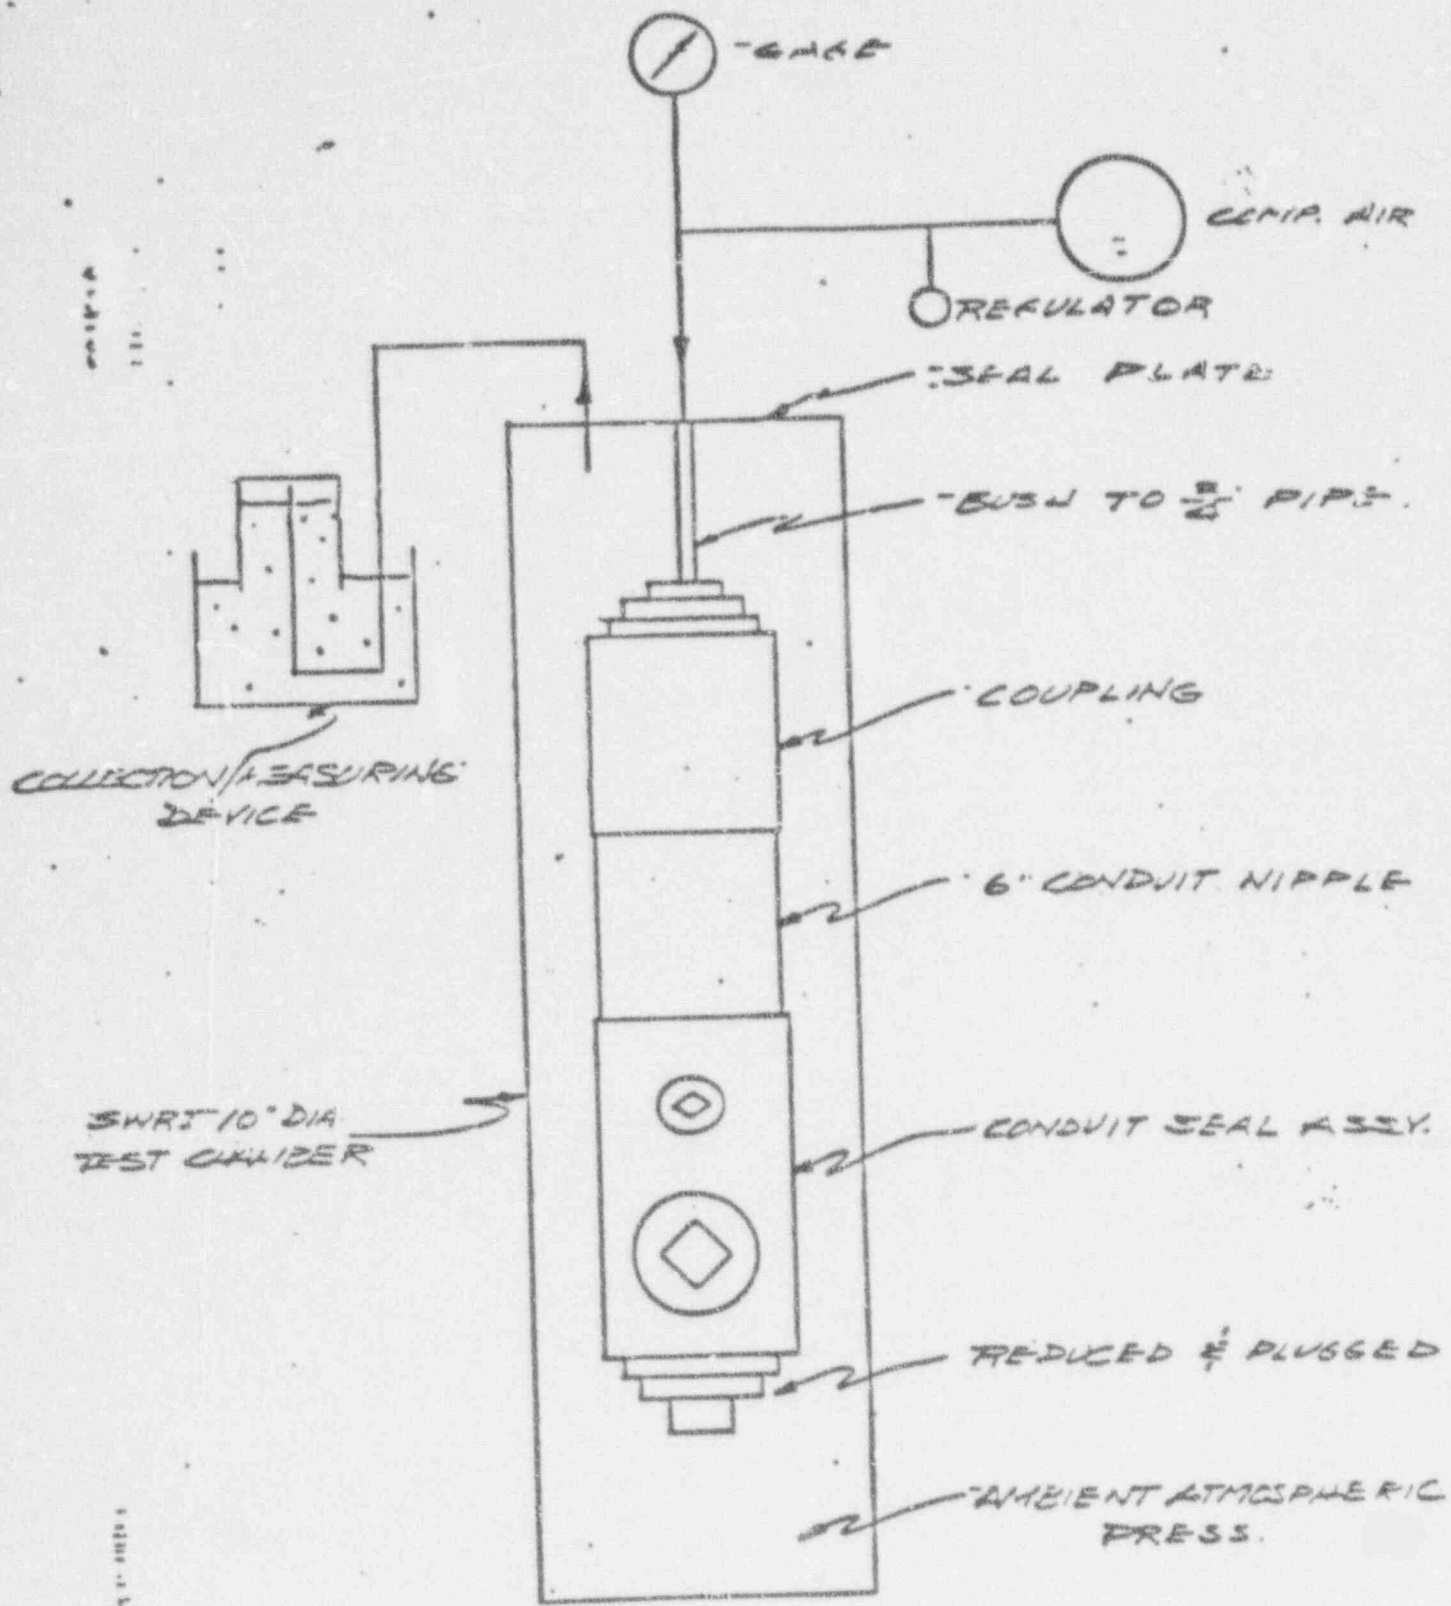 GAGE
COMP. AIR
REGULATOR
SEAL PLATE
BUSH TO PIPE.
COUPLING
COLLECTION/MEASURING
DEVICE
6" CONDUIT NIPPLE
SWRI 10" DIA
TEST CHAMBER
CONDUIT SEAL ASSY.
REDUCED & PLUGGED
AMBIENT ATMOSPHERIC
PRESS.